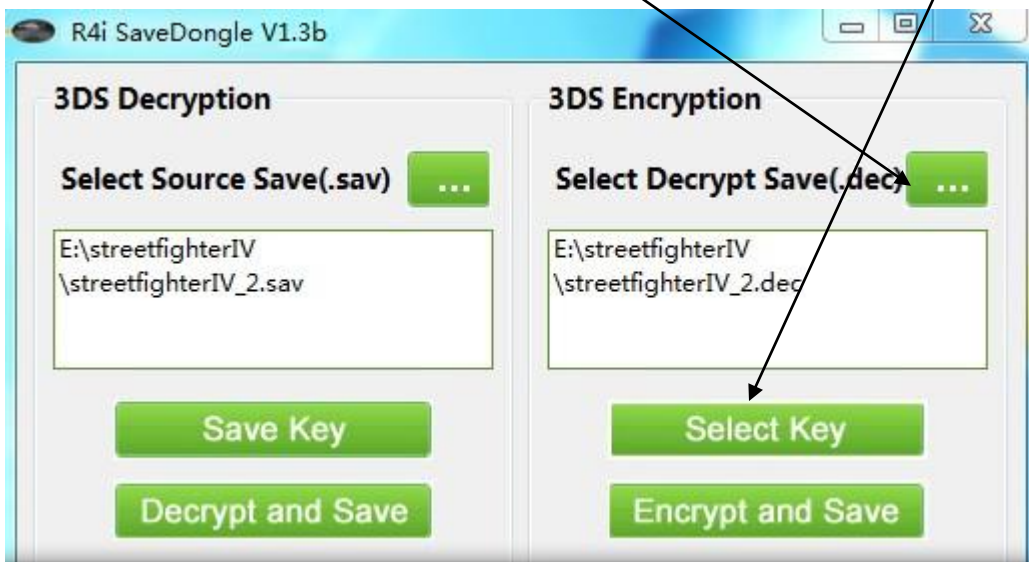 R4i SaveDongle V1.3b
3DS Decryption
Select Source Save(.sav)
...
E:\streetfighterIV
\streetfighterIV_2.sav
Save Key
Decrypt and Save
3DS Encryption
Select Decrypt Save(.dec)
...
E:\streetfighterIV
\streetfighterIV_2.dec
Select Key
Encrypt and Save